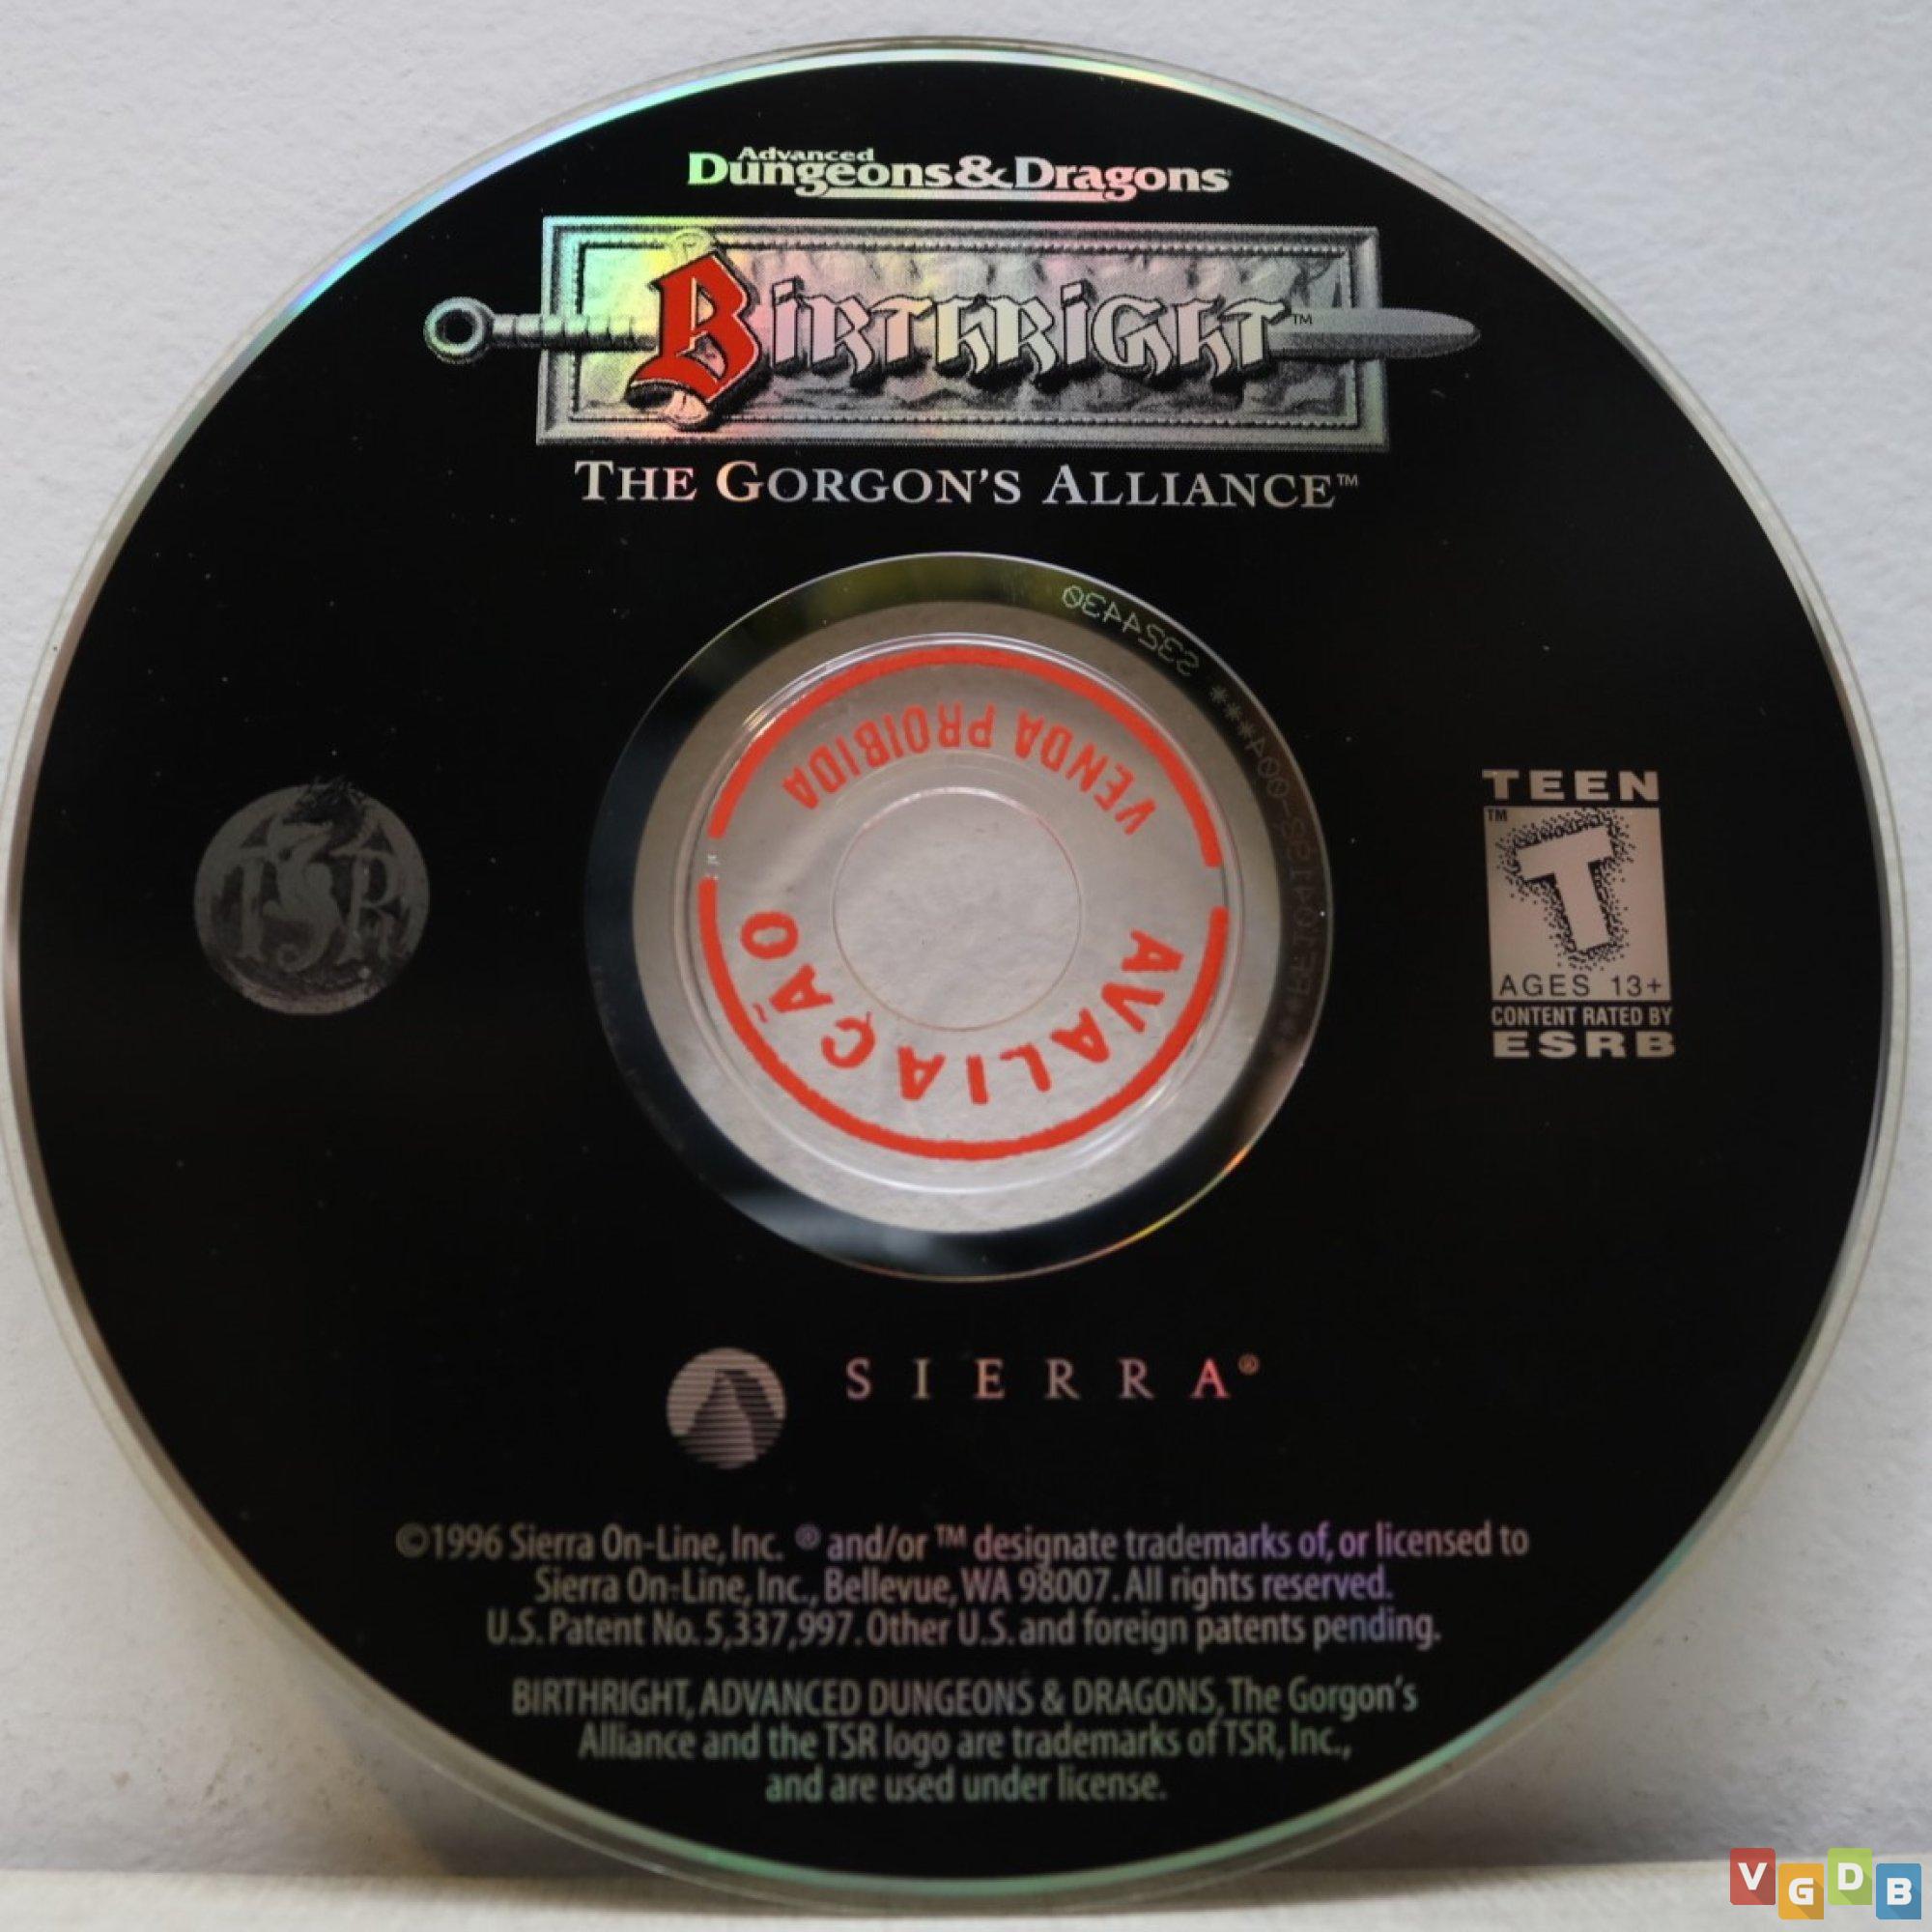 Advanced
Dungeons & Dragons
BiRTHRiGHT™
THE GORGON'S ALLIANCE™
S324430
VENDA PROIBIDA
AVALIAÇÃO
TSR
TEEN
™
T
AGES 13+
CONTENT RATED BY
ESRB
SIERRA®
©1996 Sierra On-Line, Inc. ® and/or ™ designate trademarks of, or licensed to
Sierra On-Line, Inc., Bellevue, WA 98007. All rights reserved.
U.S. Patent No. 5,337,997. Other U.S. and foreign patents pending.
BIRTHRIGHT, ADVANCED DUNGEONS & DRAGONS, The Gorgon's
Alliance and the TSR logo are trademarks of TSR, Inc.,
and are used under license.
VGDB